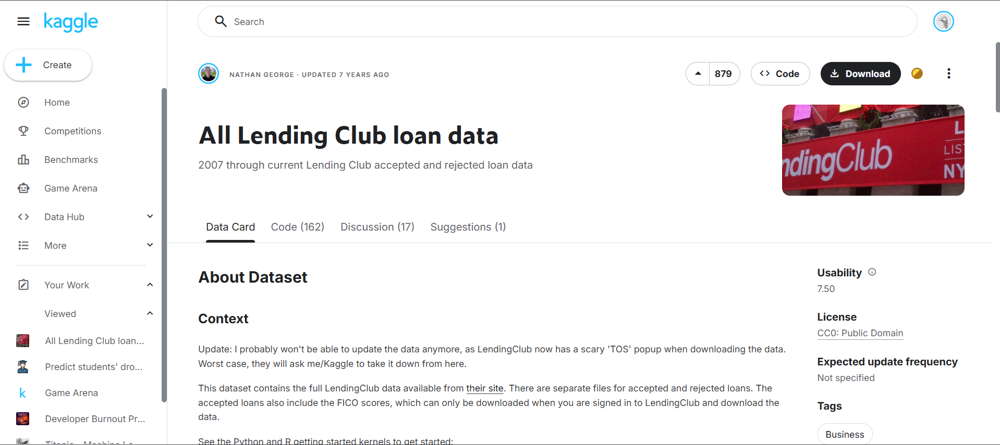 kaggle
Search
Create
Home
Competitions
Benchmarks
Game Arena
Data Hub
More
Your Work
Viewed
All Lending Club loan...
Predict students' dro...
Game Arena
Developer Burnout Pr...
NATHAN GEORGE · UPDATED 7 YEARS AGO
879
Code
Download
All Lending Club loan data
2007 through current Lending Club accepted and rejected loan data
ndingClub
L
LIS
NY
Data Card
Code (162)
Discussion (17)
Suggestions (1)
About Dataset
Context
Update: I probably won't be able to update the data anymore, as LendingClub now has a scary 'TOS' popup when downloading the data.
Worst case, they will ask me/Kaggle to take it down from here.
This dataset contains the full LendingClub data available from their site. There are separate files for accepted and rejected loans. The
accepted loans also include the FICO scores, which can only be downloaded when you are signed in to LendingClub and download the
data.
See the Python and R getting started kernels to get started:
Usability
7.50
License
CC0: Public Domain
Expected update frequency
Not specified
Tags
Business